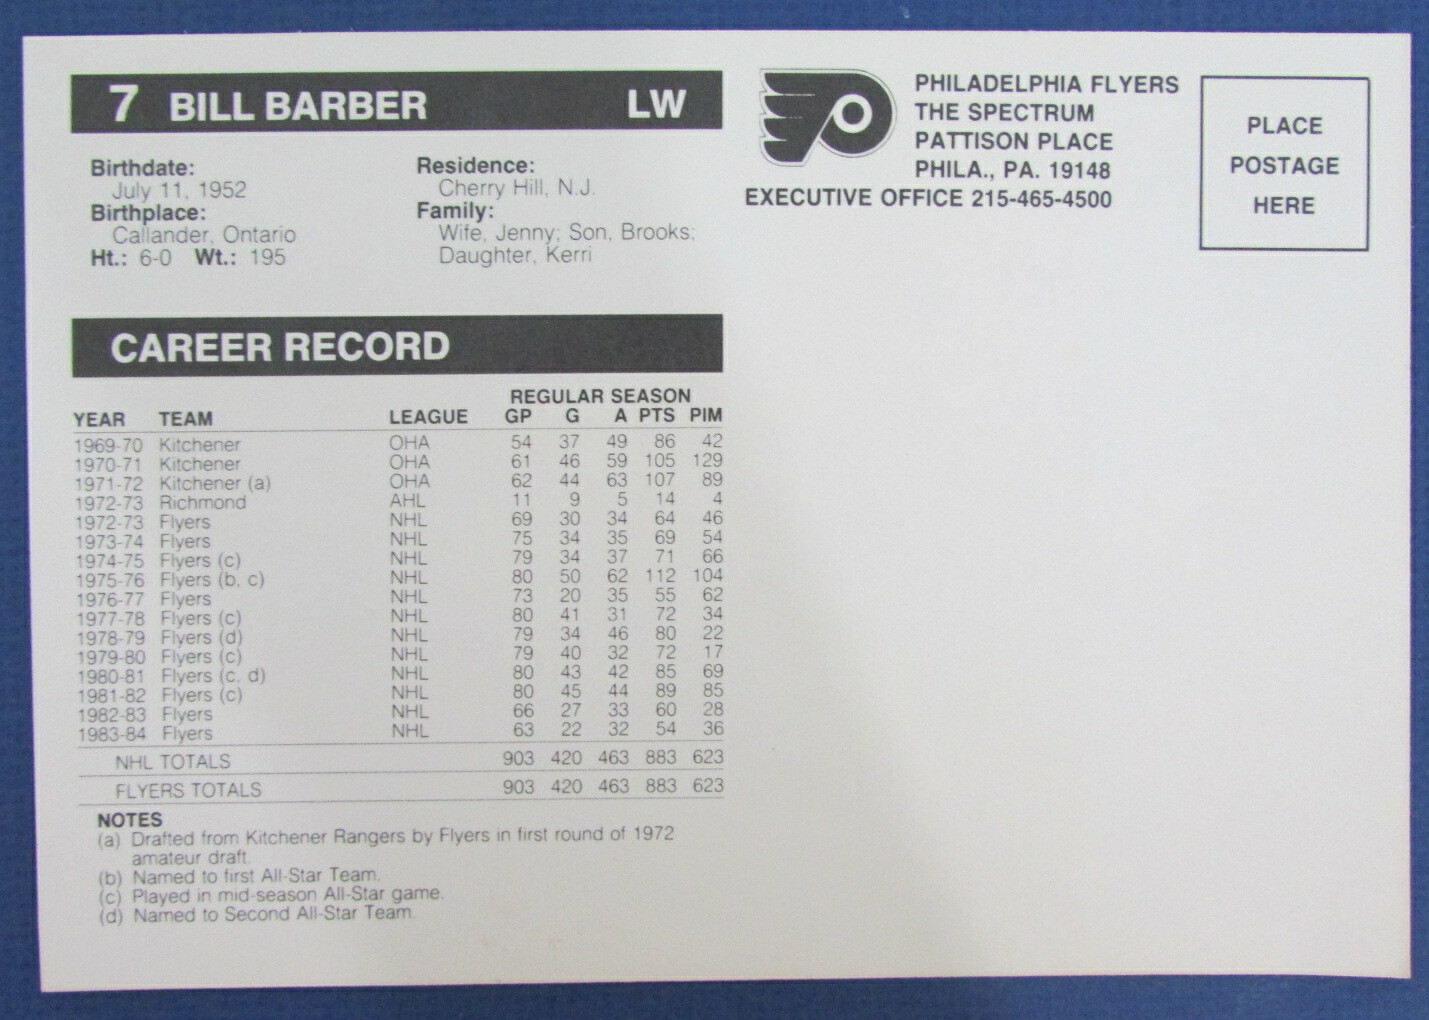 7 BILL BARBER LW
Birthdate:
July 11, 1952
Birthplace:
Callander, Ontario
Ht.: 6-0 Wt.: 195
Residence:
Cherry Hill, N.J.
Family:
Wife, Jenny; Son, Brooks;
Daughter, Kerri
CAREER RECORD
REGULAR SEASON
YEAR TEAM LEAGUE GP G A PTS PIM
1969-70 Kitchener OHA 54 37 49 86 42
1970-71 Kitchener OHA 61 46 59 105 129
1971-72 Kitchener (a) OHA 62 44 63 107 89
1972-73 Richmond AHL 11 9 5 14 4
1972-73 Flyers NHL 69 30 34 64 46
1973-74 Flyers NHL 75 34 35 69 54
1974-75 Flyers (c) NHL 79 34 37 71 66
1975-76 Flyers (b, c) NHL 80 50 62 112 104
1976-77 Flyers NHL 73 20 35 55 62
1977-78 Flyers (c) NHL 80 41 31 72 34
1978-79 Flyers (d) NHL 79 34 46 80 22
1979-80 Flyers (c) NHL 79 40 32 72 17
1980-81 Flyers (c, d) NHL 80 43 42 85 69
1981-82 Flyers (c) NHL 80 45 44 89 85
1982-83 Flyers NHL 66 27 33 60 28
1983-84 Flyers NHL 63 22 32 54 36
NHL TOTALS 903 420 463 883 623
FLYERS TOTALS 903 420 463 883 623
NOTES
(a) Drafted from Kitchener Rangers by Flyers in first round of 1972
amateur draft.
(b) Named to first All-Star Team.
(c) Played in mid-season All-Star game.
(d) Named to Second All-Star Team.
PHILADELPHIA FLYERS
THE SPECTRUM
PATTISON PLACE
PHILA., PA. 19148
EXECUTIVE OFFICE 215-465-4500
PLACE
POSTAGE
HERE